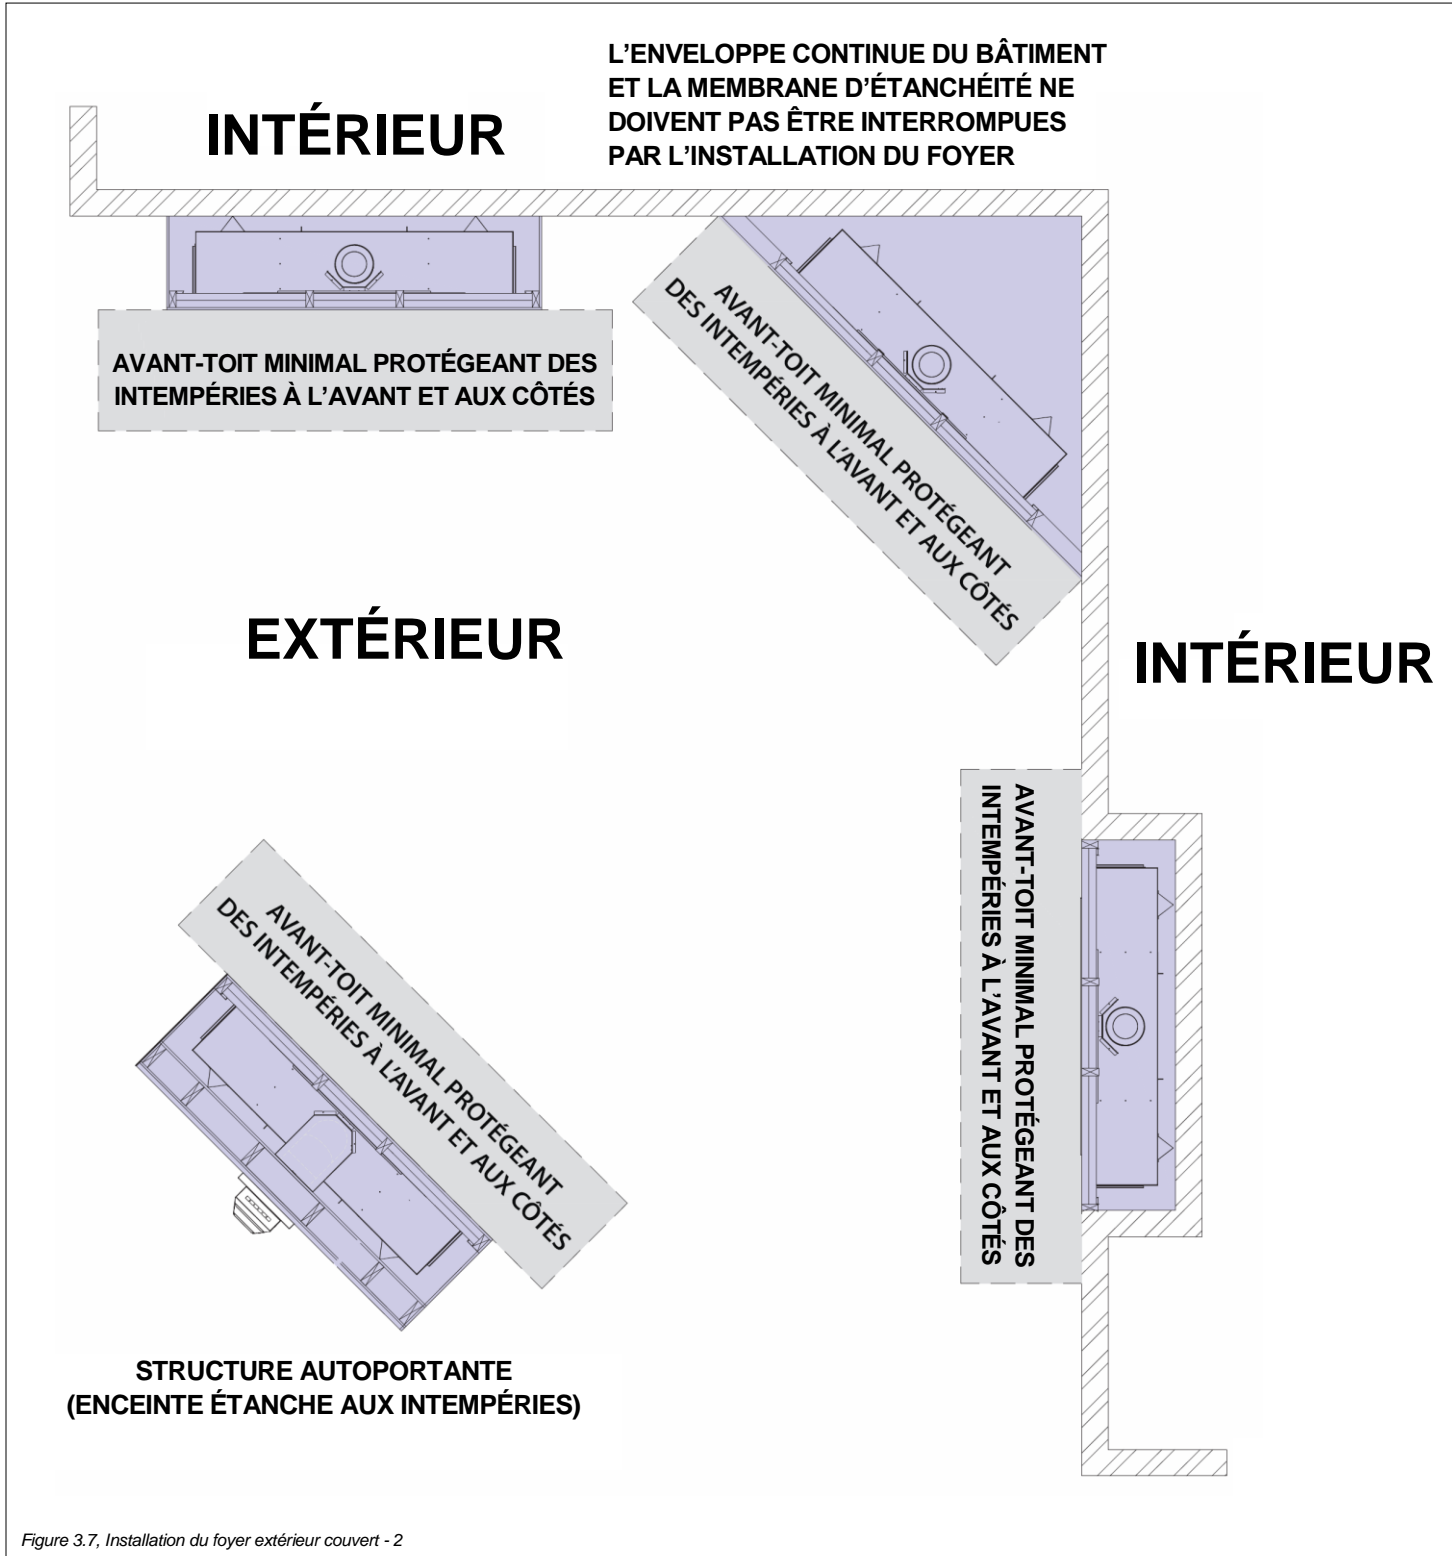 L’ENVELOPPE CONTINUE DU BÂTIMENT
ET LA MEMBRANE D’ÉTANCHÉITÉ NE
DOIVENT PAS ÊTRE INTERROMPUES
PAR L’INSTALLATION DU FOYER
INTÉRIEUR
AVANT-TOIT MINIMAL PROTÉGEANT DES
INTEMPÉRIES À L’AVANT ET AUX CÔTÉS
AVANT-TOIT MINIMAL PROTÉGEANT
DES INTEMPÉRIES À L’AVANT ET AUX CÔTÉS
EXTÉRIEUR
INTÉRIEUR
AVANT-TOIT MINIMAL PROTÉGEANT DES
INTEMPÉRIES À L’AVANT ET AUX CÔTÉS
AVANT-TOIT MINIMAL PROTÉGEANT
DES INTEMPÉRIES À L’AVANT ET AUX CÔTÉS
STRUCTURE AUTOPORTANTE
(ENCEINTE ÉTANCHE AUX INTEMPÉRIES)
Figure 3.7, Installation du foyer extérieur couvert - 2